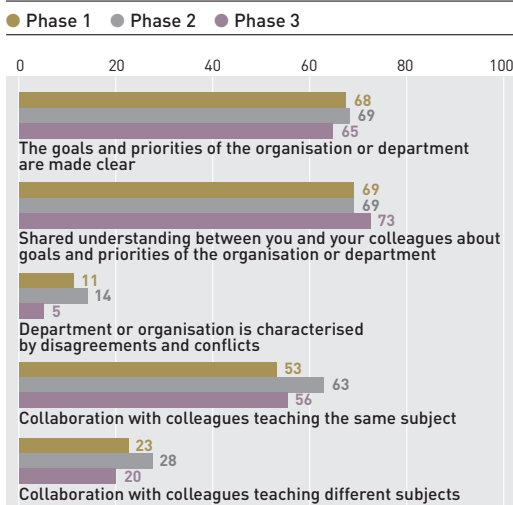 Phase 1 Phase 2 Phase 3
0 20 40 60 80 100
68
69
65
The goals and priorities of the organisation or department
are made clear
69
69
73
Shared understanding between you and your colleagues about
goals and priorities of the organisation or department
11
14
5
Department or organisation is characterised
by disagreements and conflicts
53
63
56
Collaboration with colleagues teaching the same subject
23
28
20
Collaboration with colleagues teaching different subjects